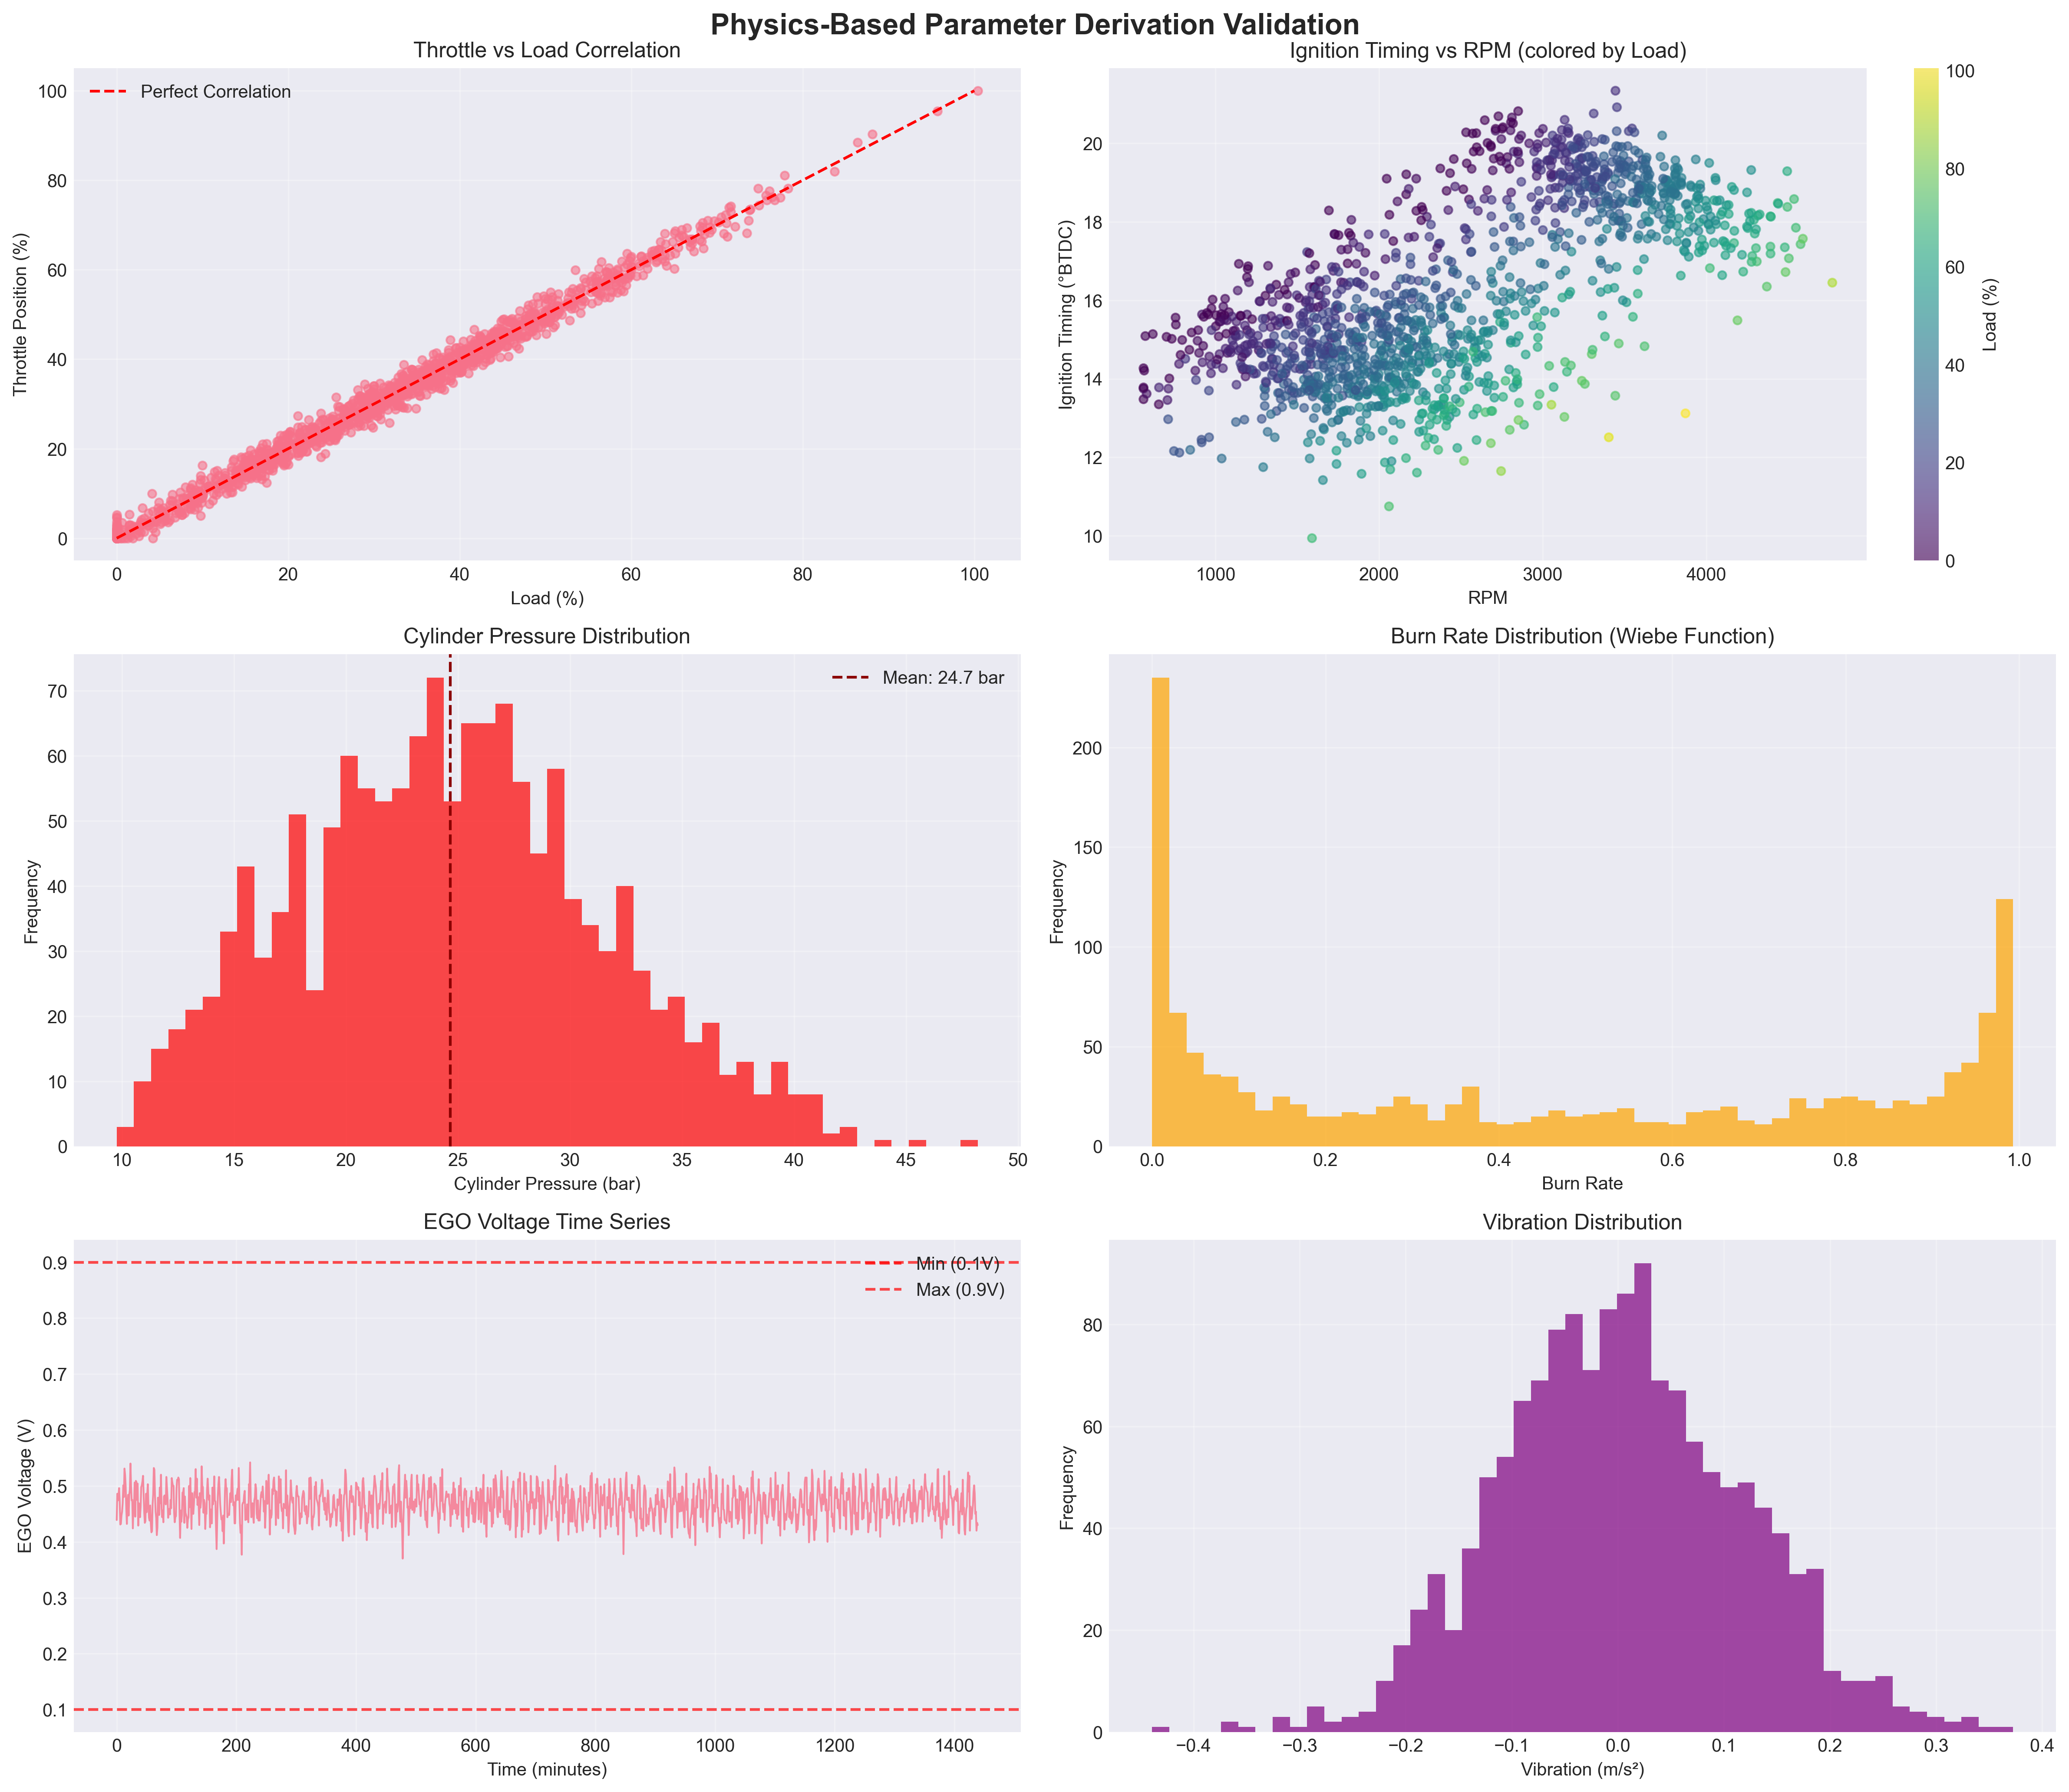 Physics-Based Parameter Derivation Validation
Throttle vs Load Correlation
Perfect Correlation
100
80
60
40
20
0
Throttle Position (%)
0 20 40 60 80 100
Load (%)
Ignition Timing vs RPM (colored by Load)
20
18
16
14
12
10
Ignition Timing (°BTDC)
1000 2000 3000 4000
RPM
100
80
60
40
20
0
Load (%)
Cylinder Pressure Distribution
Mean: 24.7 bar
70
60
50
40
30
20
10
0
Frequency
10 15 20 25 30 35 40 45 50
Cylinder Pressure (bar)
Burn Rate Distribution (Wiebe Function)
200
150
100
50
0
Frequency
0.0 0.2 0.4 0.6 0.8 1.0
Burn Rate
EGO Voltage Time Series
Min (0.1V)
Max (0.9V)
0.9
0.8
0.7
0.6
0.5
0.4
0.3
0.2
0.1
EGO Voltage (V)
0 200 400 600 800 1000 1200 1400
Time (minutes)
Vibration Distribution
80
60
40
20
0
Frequency
−0.4 −0.3 −0.2 −0.1 0.0 0.1 0.2 0.3 0.4
Vibration (m/s²)